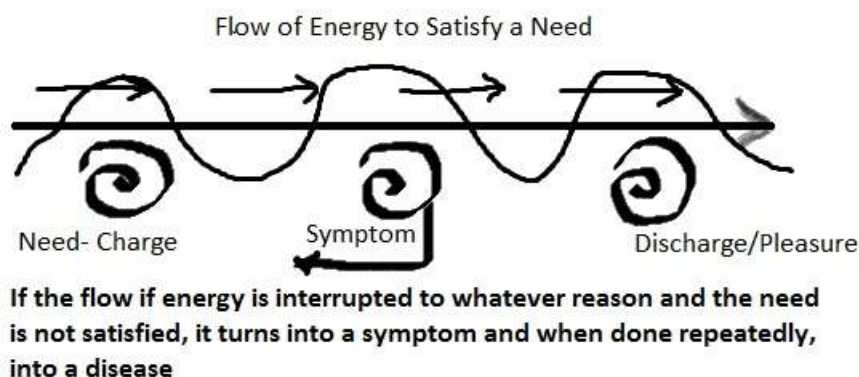 Flow of Energy to Satisfy a Need
Need- Charge
Symptom
Discharge/Pleasure
If the flow if energy is interrupted to whatever reason and the need
is not satisfied, it turns into a symptom and when done repeatedly,
into a disease